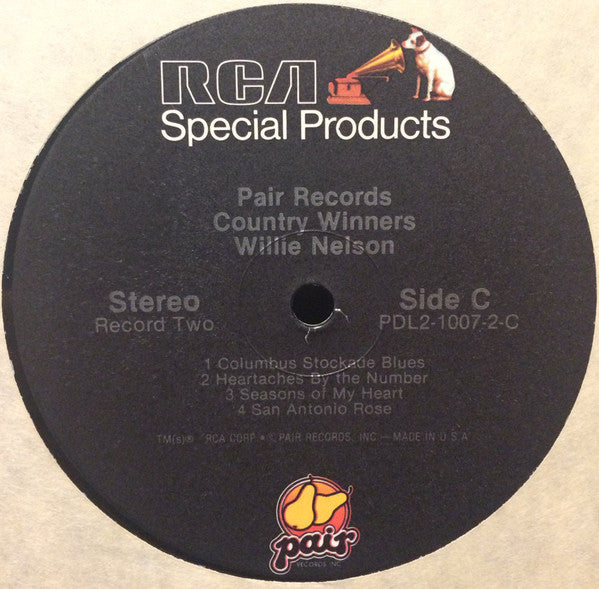 RCA
Special Products
Pair Records
Country Winners
Willie Nelson
Stereo
Side C
Record Two
PDL2-1007-2-C
1 Columbus Stockade Blues
2 Heartaches By the Number
3 Seasons of My Heart
4 San Antonio Rose
TM(s)® RCA CORP • © PAIR RECORDS, INC — MADE IN U.S.A
pair
RECORDS INC